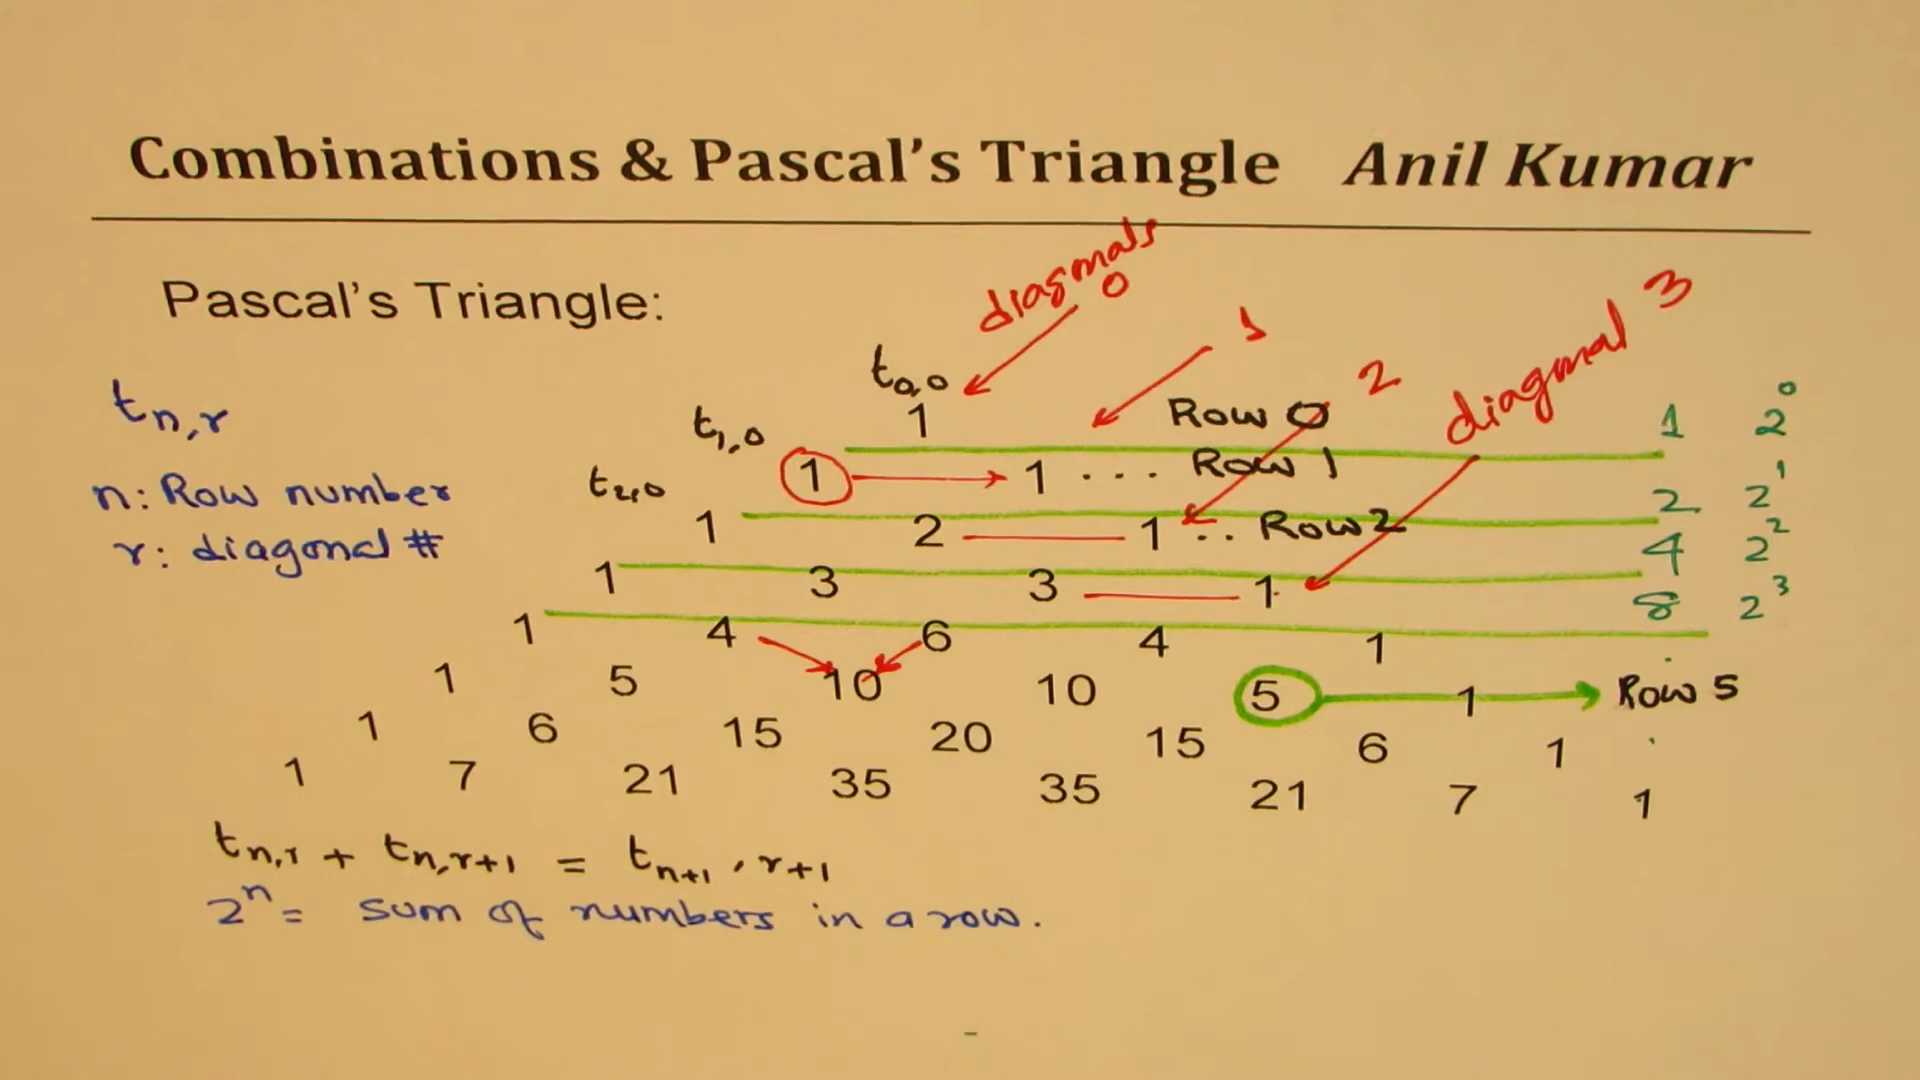 Combinations & Pascal's Triangle Anil Kumar
diagonals
0
1
2
diagonal 3
Pascal's Triangle:
t0,0
tn,r
1 Row 0 1 2^0
t1,0
n: Row number
1 1 ... Row 1 2 2^1
t2,0
r: diagonal #
1 2 1 .. Row 2 4 2^2
1 3 3 1 8 2^3
1 4 6 4 1
1 5 10 10 5 1 Row 5
1 6 15 20 15 6 1
1 7 21 35 35 21 7 1
tn,r + tn,r+1 = tn+1,r+1
2^n = sum of numbers in a row.